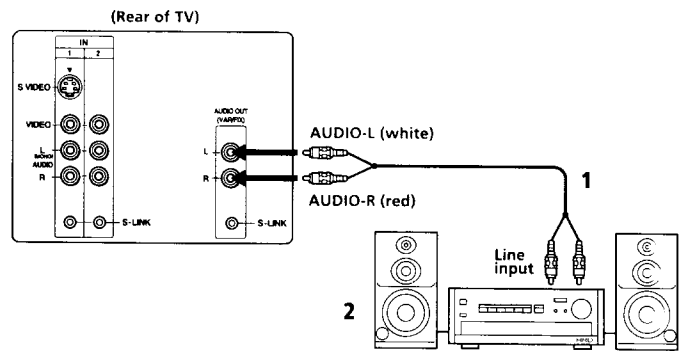 (Rear of TV)
IN
1 2
S VIDEO
VIDEO
L
(MONO)
AUDIO
R
S-LINK
AUDIO OUT
(VAR/FIX)
L
R
S-LINK
AUDIO-L (white)
AUDIO-R (red)
1
Line
input
2